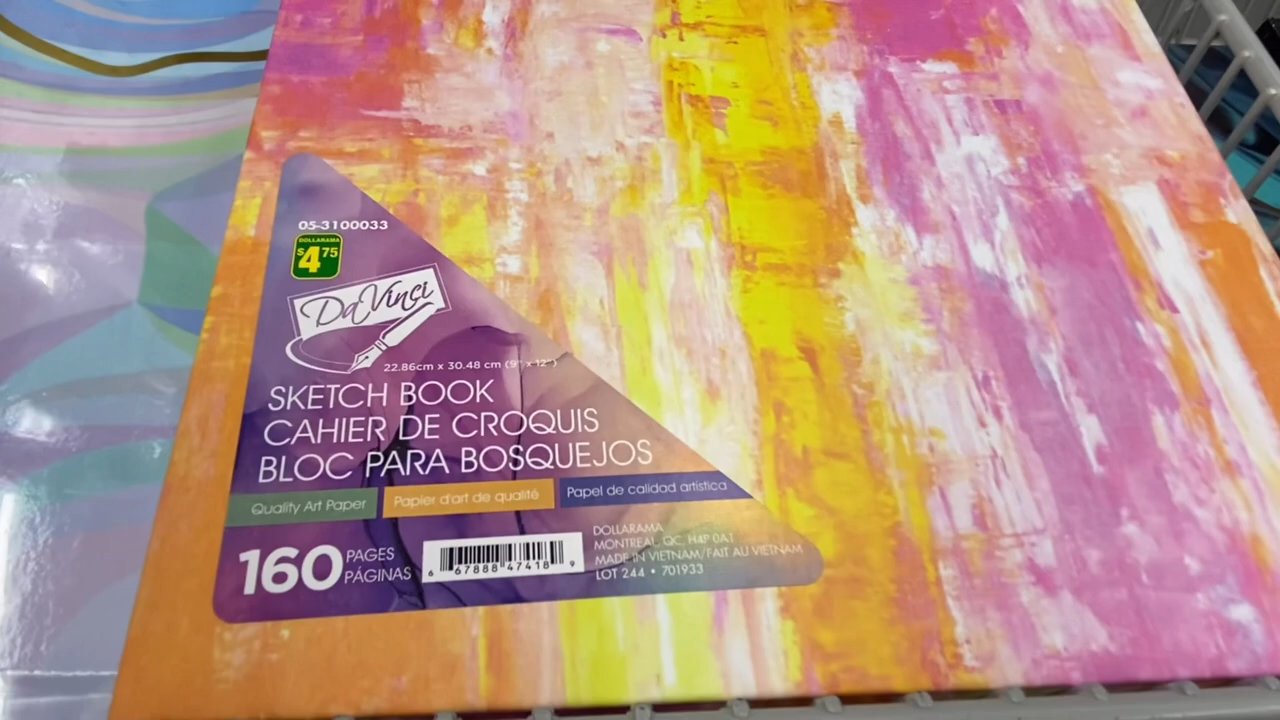 05-3100033
DOLLARAMA
$4.75
DaVinci
22.86cm x 30.48 cm (9" x 12")
SKETCH BOOK
CAHIER DE CROQUIS
BLOC PARA BOSQUEJOS
Quality Art Paper
Papier d'art de qualité
Papel de calidad artística
160 PAGES
PÁGINAS
6 67888 47418 9
DOLLARAMA
MONTREAL, QC, H4P 0A1
MADE IN VIETNAM/FAIT AU VIETNAM
LOT 244 • 701933